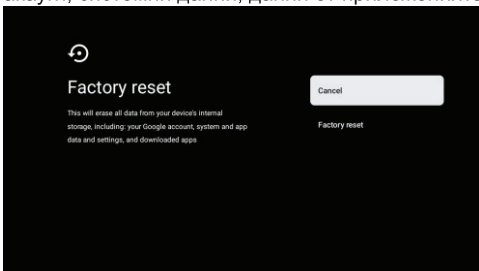 Factory reset
This will erase all data from your device's internal
storage, including: your Google account, system and app
data and settings, and downloaded apps
Cancel
Factory reset